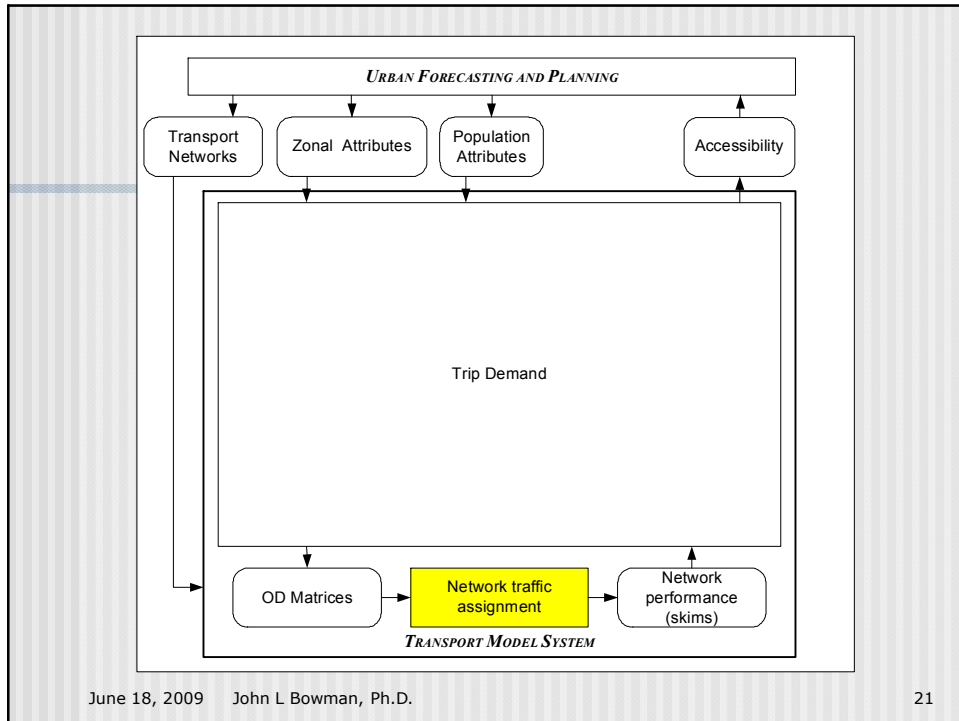 URBAN FORECASTING AND PLANNING
Transport
Networks
Zonal Attributes
Population
Attributes
Accessibility
Trip Demand
OD Matrices
Network traffic
assignment
Network
performance
(skims)
TRANSPORT MODEL SYSTEM
June 18, 2009 John L Bowman, Ph.D. 21